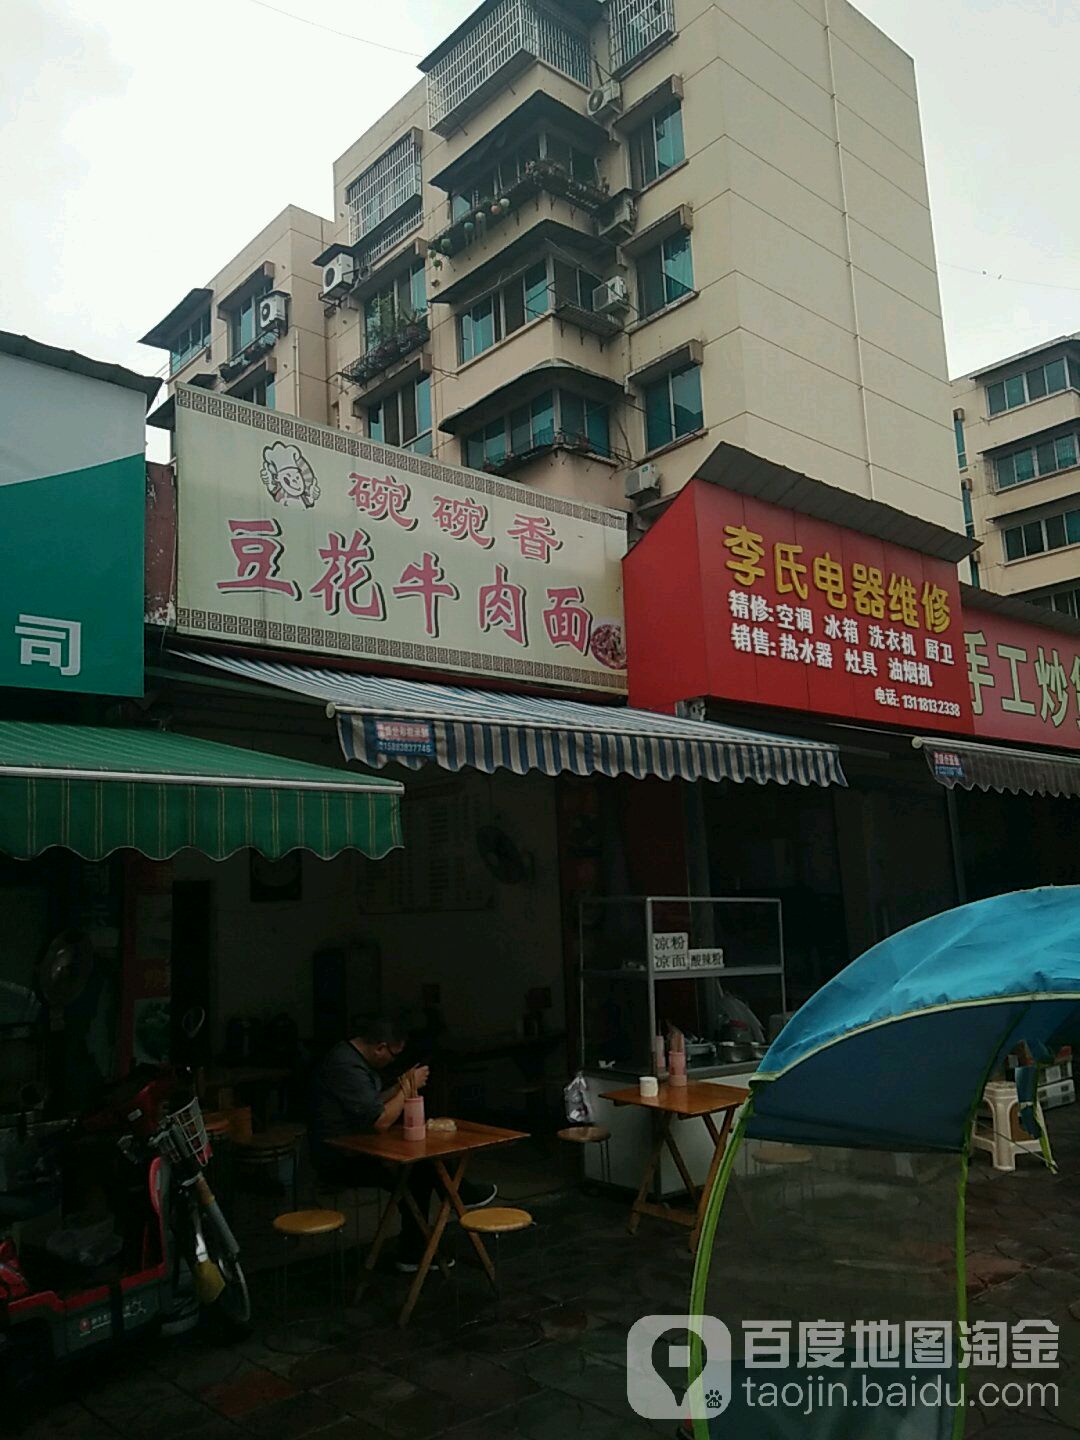 司
碗碗香
豆花牛肉面
李氏电器维修
精修:空调 冰箱 洗衣机 厨卫
销售:热水器 灶具 油烟机
电话: 13118132338
手工炒
15883837746
凉粉
凉面
酸辣粉
百度地图淘金
taojin.baidu.com